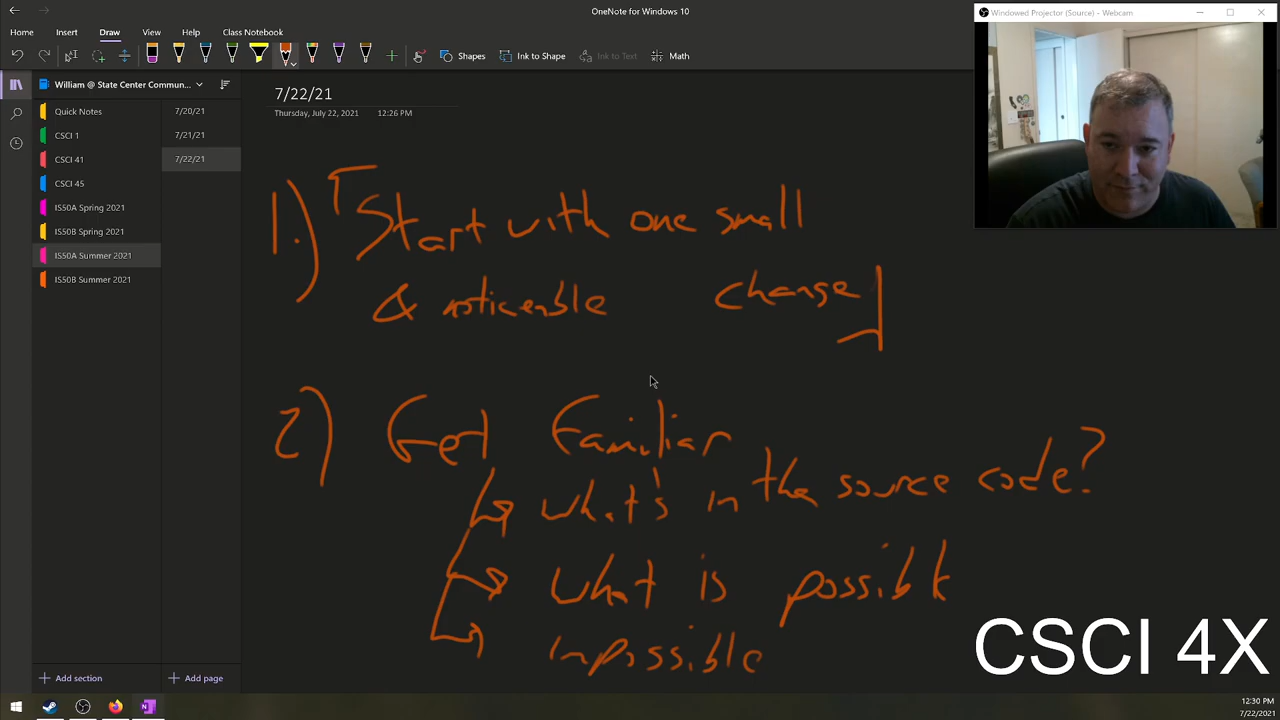 OneNote for Windows 10
Windowed Projector (Source) - Webcam
Home Insert Draw View Help Class Notebook
Shapes Ink to Shape Ink to Text Math
William @ State Center Commun...
Quick Notes
CSCI 1
CSCI 41
CSCI 45
IS50A Spring 2021
IS50B Spring 2021
IS50A Summer 2021
IS50B Summer 2021
Add section
7/20/21
7/21/21
7/22/21
Add page
7/22/21
Thursday, July 22, 2021 12:26 PM
1.) Start with one small
& noticeable change
2) Get Familiar
what's in the source code?
what is possible
impossible
CSCI 4X
12:30 PM
7/22/2021